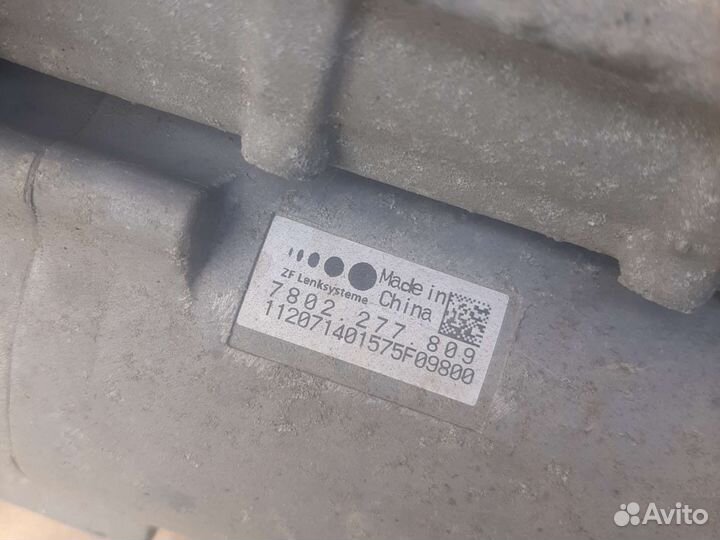 ZF Lenksysteme
Made in
China
7802.277.809
112071401575F09800
Avito